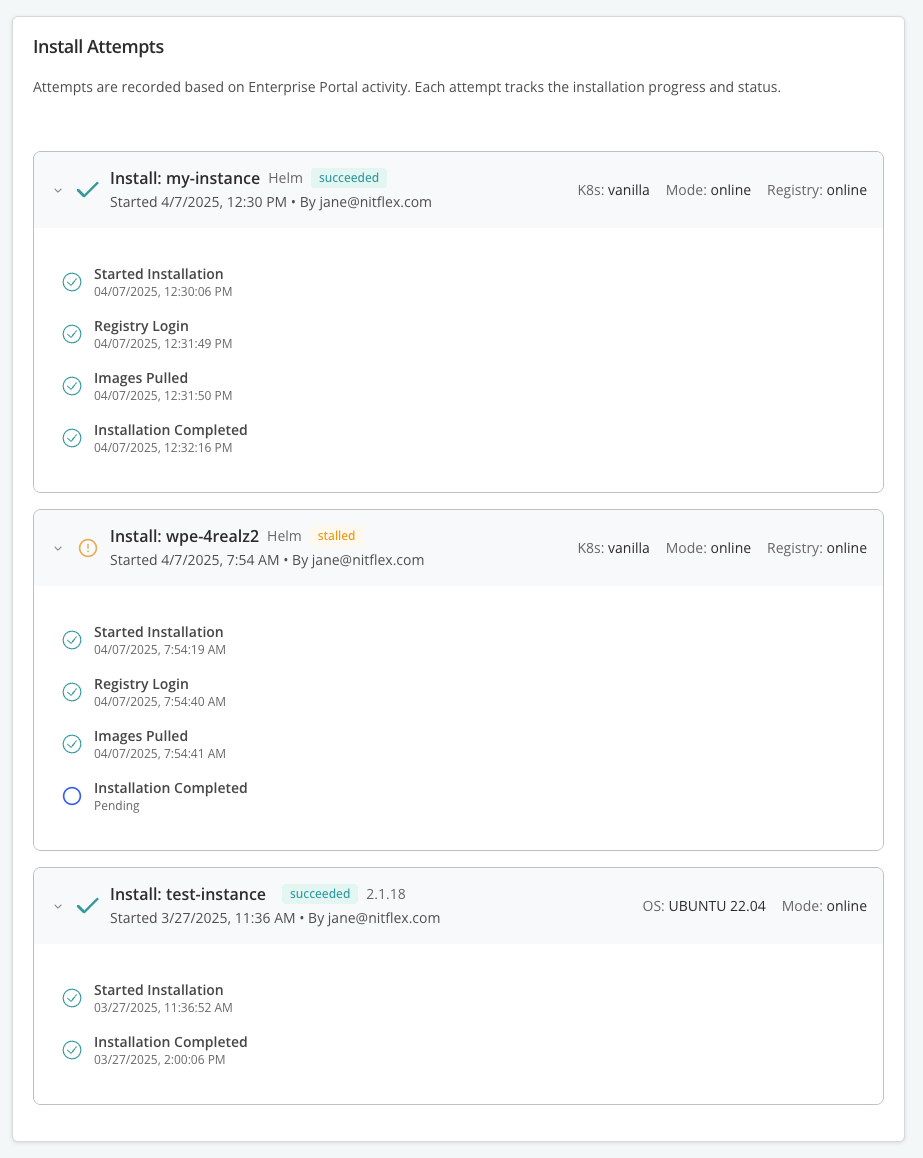 Install Attempts
Attempts are recorded based on Enterprise Portal activity. Each attempt tracks the installation progress and status.
Install: my-instance Helm succeeded
Started 4/7/2025, 12:30 PM • By jane@nitflex.com
K8s: vanilla Mode: online Registry: online
Started Installation
04/07/2025, 12:30:06 PM
Registry Login
04/07/2025, 12:31:49 PM
Images Pulled
04/07/2025, 12:31:50 PM
Installation Completed
04/07/2025, 12:32:16 PM
Install: wpe-4realz2 Helm stalled
Started 4/7/2025, 7:54 AM • By jane@nitflex.com
K8s: vanilla Mode: online Registry: online
Started Installation
04/07/2025, 7:54:19 AM
Registry Login
04/07/2025, 7:54:40 AM
Images Pulled
04/07/2025, 7:54:41 AM
Installation Completed
Pending
Install: test-instance succeeded 2.1.18
Started 3/27/2025, 11:36 AM • By jane@nitflex.com
OS: UBUNTU 22.04 Mode: online
Started Installation
03/27/2025, 11:36:52 AM
Installation Completed
03/27/2025, 2:00:06 PM